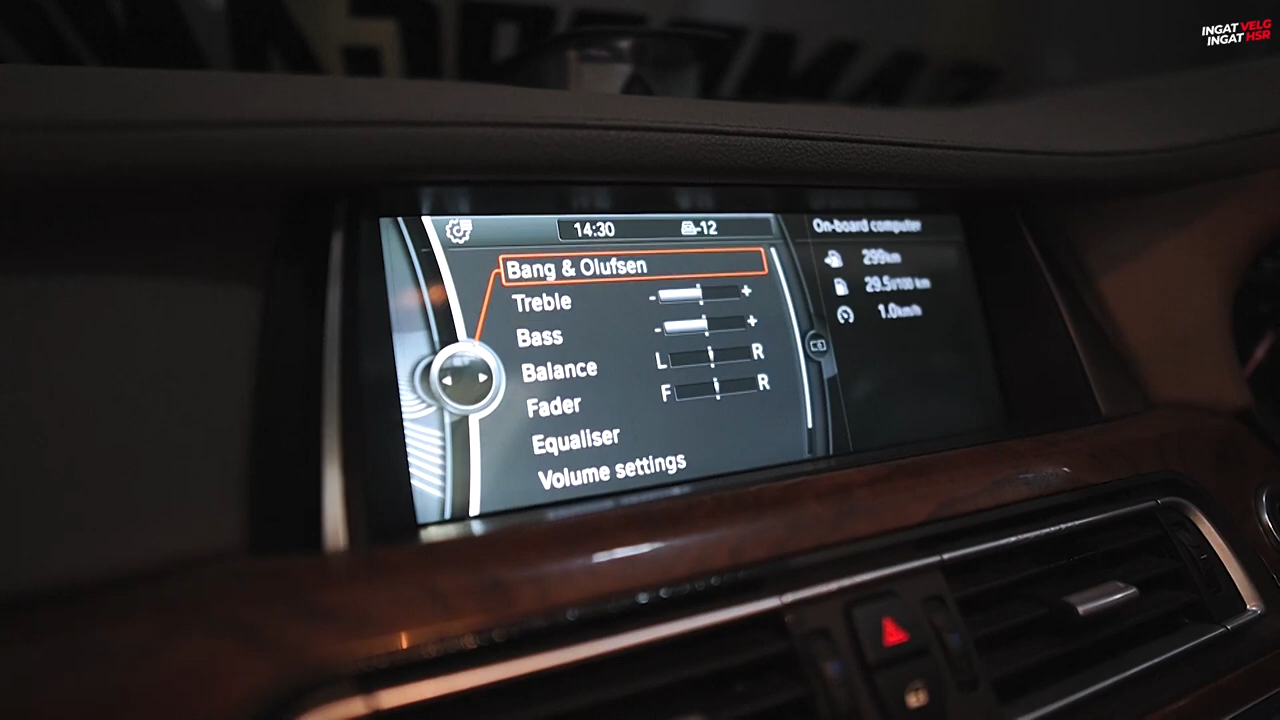 INGAT VELG
INGAT HSR
14:30
-12
On-board computer
Bang & Olufsen
299km
Treble
- +
29.5l/100 km
Bass
- +
1.0km/h
Balance
L R
Fader
F R
Equaliser
Volume settings